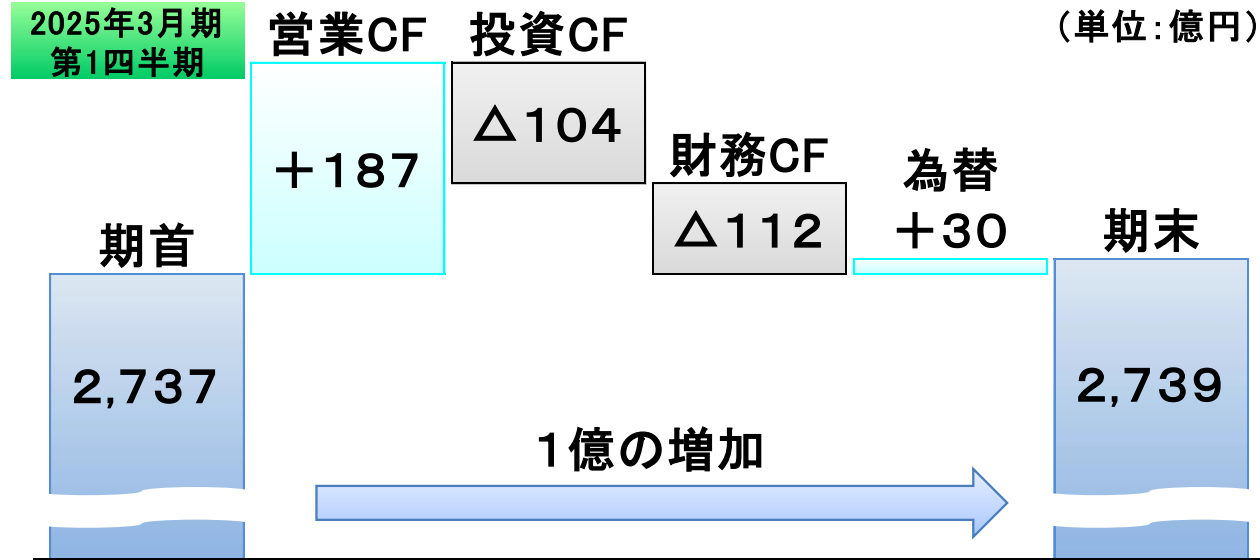 2025年3月期
第1四半期
営業CF
投資CF
(単位:億円)
＋187
△104
財務CF
△112
為替
＋30
期首
期末
2,737
2,739
1億の増加